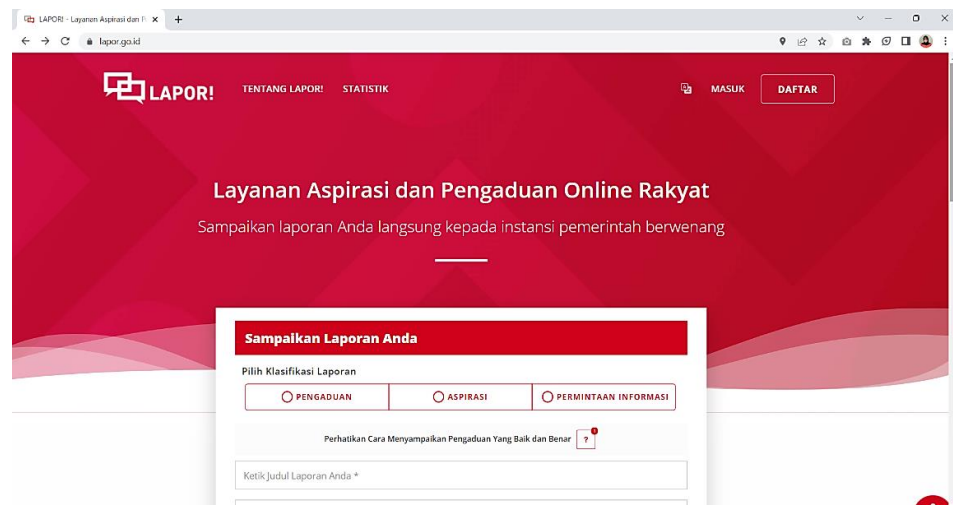 LAPOR! - Layanan Aspirasi dan P
lapor.go.id
LAPOR! TENTANG LAPOR! STATISTIK MASUK DAFTAR
Layanan Aspirasi dan Pengaduan Online Rakyat
Sampaikan laporan Anda langsung kepada instansi pemerintah berwenang
Sampaikan Laporan Anda
Pilih Klasifikasi Laporan
PENGADUAN ASPIRASI PERMINTAAN INFORMASI
Perhatikan Cara Menyampaikan Pengaduan Yang Baik dan Benar ?
Ketik Judul Laporan Anda *